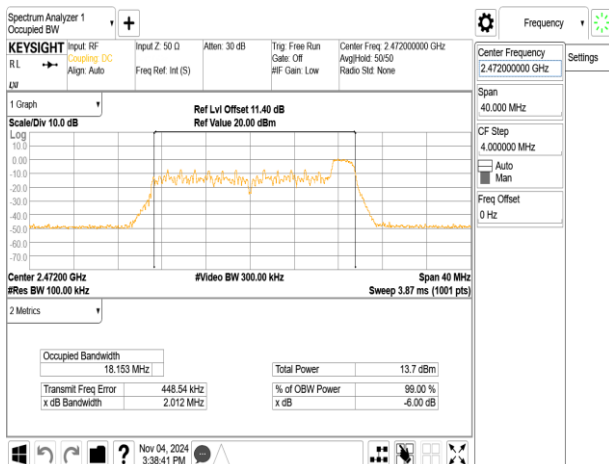 Spectrum Analyzer 1
Occupied BW
Frequency
KEYSIGHT
RL
LXI
Input: RF
Coupling: DC
Align: Auto
Input Z: 50 Ω
Freq Ref: Int (S)
Atten: 30 dB
Trig: Free Run
Gate: Off
#IF Gain: Low
Center Freq: 2.472000000 GHz
Avg|Hold: 50/50
Radio Std: None
Center Frequency
2.472000000 GHz
Settings
Span
40.000 MHz
CF Step
4.000000 MHz
Auto
Man
Freq Offset
0 Hz
1 Graph
Scale/Div 10.0 dB
Ref Lvl Offset 11.40 dB
Ref Value 20.00 dBm
Log
10.0
0.00
-10.0
-20.0
-30.0
-40.0
-50.0
-60.0
-70.0
Center 2.47200 GHz
#Res BW 100.00 kHz
#Video BW 300.00 kHz
Span 40 MHz
Sweep 3.87 ms (1001 pts)
2 Metrics
Occupied Bandwidth
18.153 MHz
Transmit Freq Error 448.54 kHz
x dB Bandwidth 2.012 MHz
Total Power 13.7 dBm
% of OBW Power 99.00 %
x dB -6.00 dB
Nov 04, 2024
3:38:41 PM